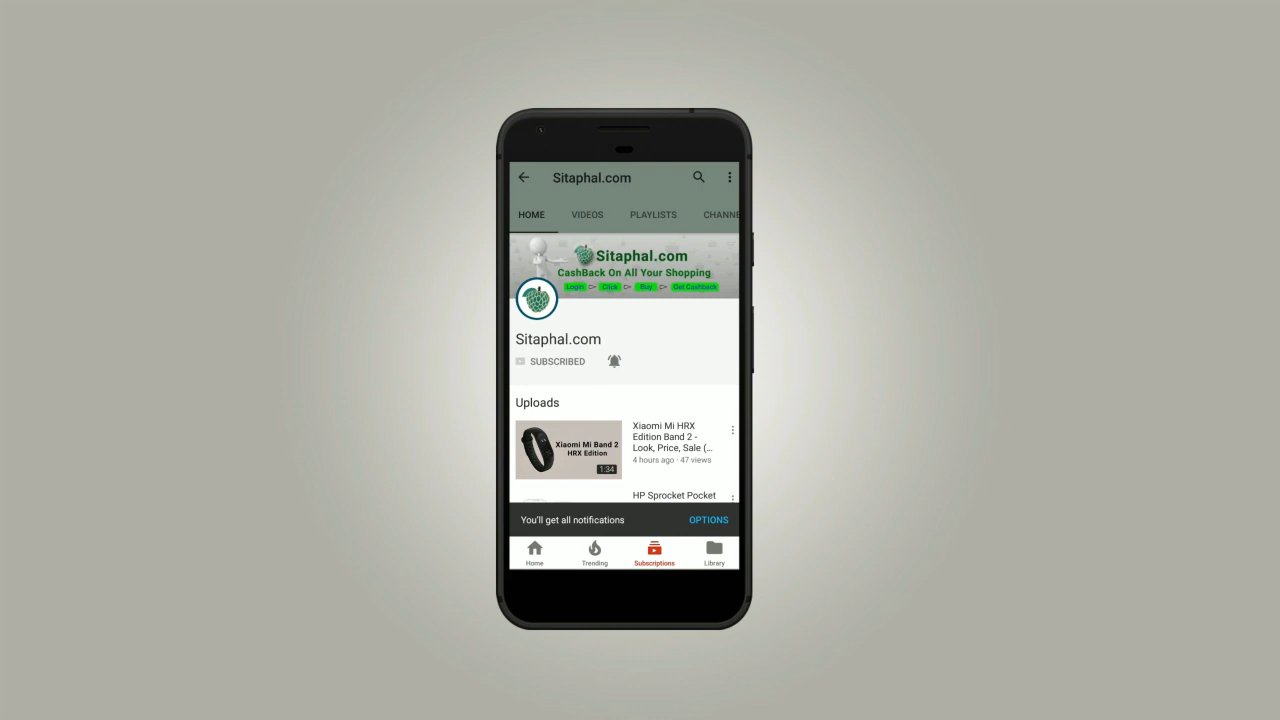 Sitaphal.com
HOME VIDEOS PLAYLISTS CHANNE
Sitaphal.com
CashBack On All Your Shopping
Login Click Buy Get Cashback
Sitaphal.com
SUBSCRIBED
Uploads
Xiaomi Mi Band 2
HRX Edition
1:34
Xiaomi Mi HRX
Edition Band 2 -
Look, Price, Sale (...
4 hours ago · 47 views
HP Sprocket Pocket
You'll get all notifications OPTIONS
Home Trending Subscriptions Library